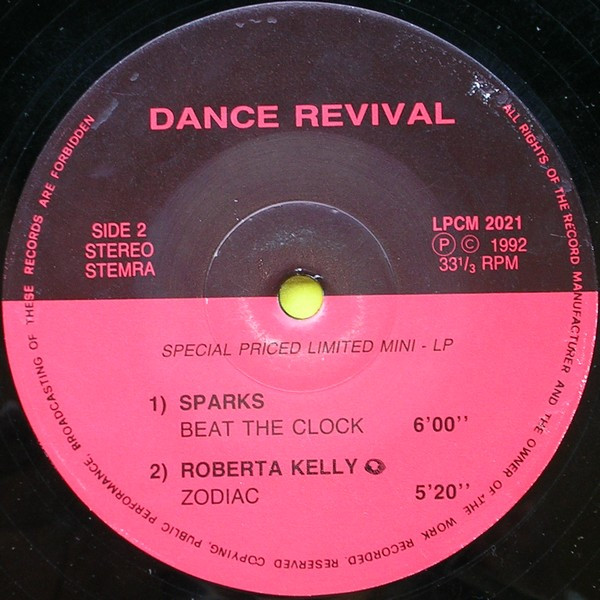 DANCE REVIVAL
SIDE 2
STEREO
STEMRA
LPCM 2021
Ⓟ © 1992
33 1/3 RPM
SPECIAL PRICED LIMITED MINI - LP
1) SPARKS
BEAT THE CLOCK 6'00''
2) ROBERTA KELLY
ZODIAC 5'20''
ALL RIGHTS OF THE RECORD MANUFACTURER AND THE OWNER OF THE WORK RECORDED. RESERVED COPYING, PUBLIC PERFORMANCE, BROADCASTING OF THESE RECORDS ARE FORBIDDEN